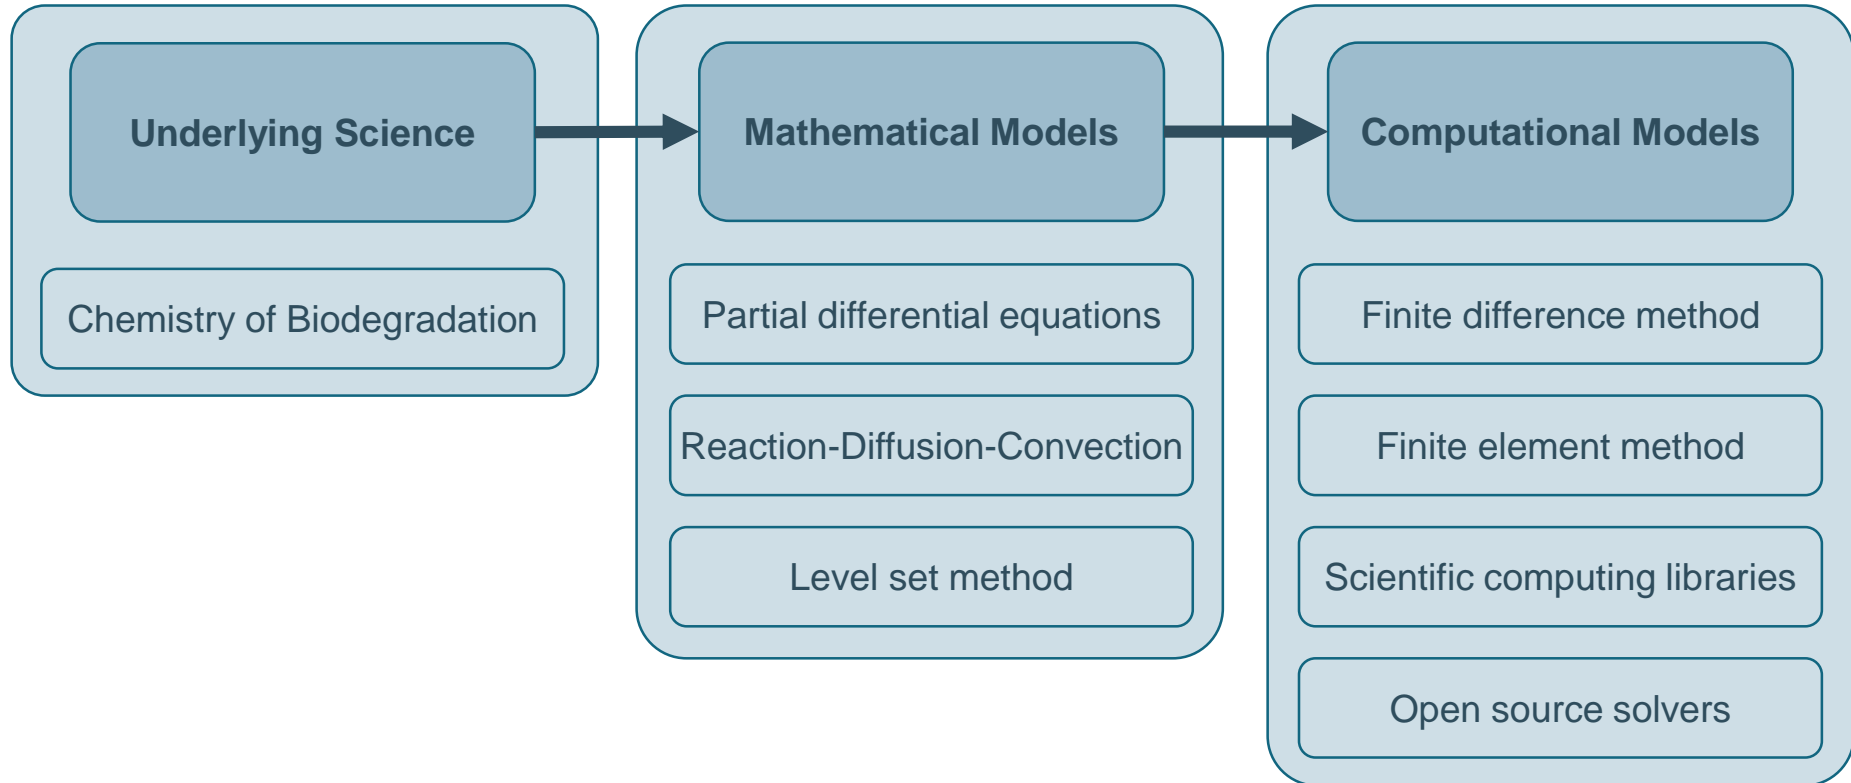 Underlying Science
Chemistry of Biodegradation
Mathematical Models
Partial differential equations
Reaction-Diffusion-Convection
Level set method
Computational Models
Finite difference method
Finite element method
Scientific computing libraries
Open source solvers